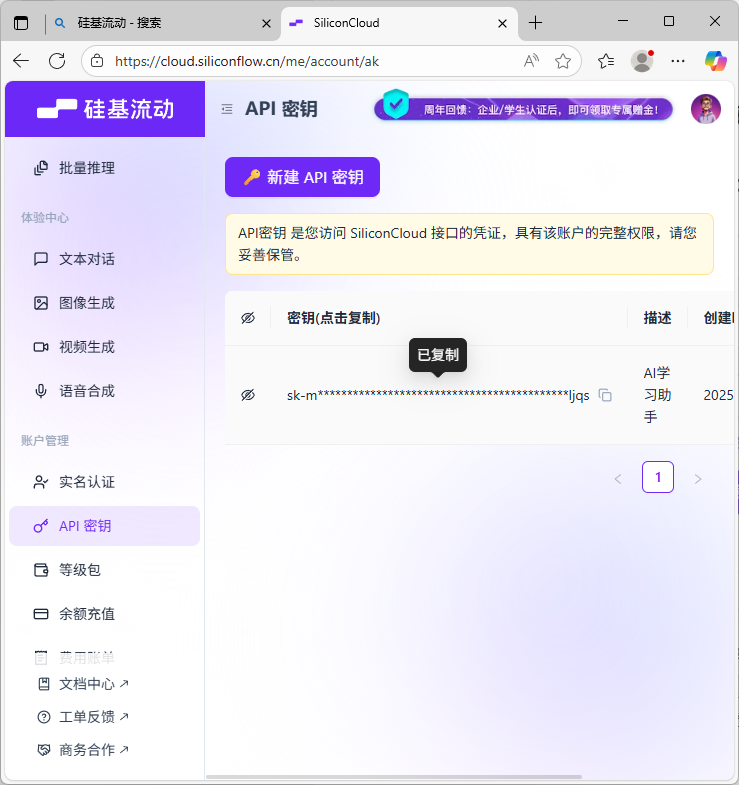 硅基流动 - 搜索
SiliconCloud
https://cloud.siliconflow.cn/me/account/ak
硅基流动
API 密钥
周年回馈：企业/学生认证后，即可领取专属赠金！
批量推理
体验中心
文本对话
图像生成
视频生成
语音合成
账户管理
实名认证
API 密钥
等级包
余额充值
费用账单
文档中心
工单反馈
商务合作
新建 API 密钥
API密钥 是您访问 SiliconCloud 接口的凭证，具有该账户的完整权限，请您
妥善保管。
密钥(点击复制)
描述
创建
已复制
sk-m********************************************ljqs
AI学
习助
手
2025
1